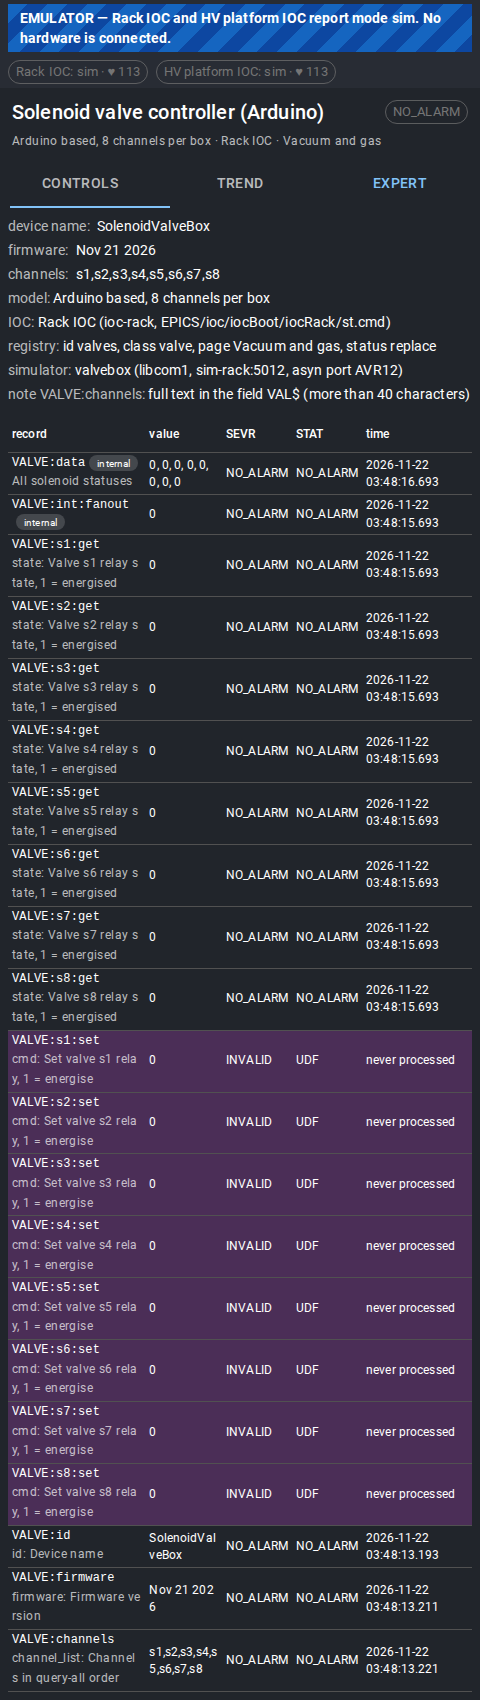 EMULATOR — Rack IOC and HV platform IOC report mode sim. No
hardware is connected.
Rack IOC: sim · ♥ 113 HV platform IOC: sim · ♥ 113
Solenoid valve controller (Arduino) NO_ALARM
Arduino based, 8 channels per box · Rack IOC · Vacuum and gas
CONTROLS TREND EXPERT
device name: SolenoidValveBox
firmware: Nov 21 2026
channels: s1,s2,s3,s4,s5,s6,s7,s8
model: Arduino based, 8 channels per box
IOC: Rack IOC (ioc-rack, EPICS/ioc/iocBoot/iocRack/st.cmd)
registry: id valves, class valve, page Vacuum and gas, status replace
simulator: valvebox (libcom1, sim-rack:5012, asyn port AVR12)
note VALVE:channels: full text in the field VAL$ (more than 40 characters)
record value SEVR STAT time
VALVE:data internal
All solenoid statuses
0, 0, 0, 0, 0,
0, 0, 0
NO_ALARM NO_ALARM
2026-11-22
03:48:16.693
VALVE:int:fanout
internal
0 NO_ALARM NO_ALARM
2026-11-22
03:48:15.693
VALVE:s1:get
state: Valve s1 relay s
tate, 1 = energised
0 NO_ALARM NO_ALARM
2026-11-22
03:48:15.693
VALVE:s2:get
state: Valve s2 relay s
tate, 1 = energised
0 NO_ALARM NO_ALARM
2026-11-22
03:48:15.693
VALVE:s3:get
state: Valve s3 relay s
tate, 1 = energised
0 NO_ALARM NO_ALARM
2026-11-22
03:48:15.693
VALVE:s4:get
state: Valve s4 relay s
tate, 1 = energised
0 NO_ALARM NO_ALARM
2026-11-22
03:48:15.693
VALVE:s5:get
state: Valve s5 relay s
tate, 1 = energised
0 NO_ALARM NO_ALARM
2026-11-22
03:48:15.693
VALVE:s6:get
state: Valve s6 relay s
tate, 1 = energised
0 NO_ALARM NO_ALARM
2026-11-22
03:48:15.693
VALVE:s7:get
state: Valve s7 relay s
tate, 1 = energised
0 NO_ALARM NO_ALARM
2026-11-22
03:48:15.693
VALVE:s8:get
state: Valve s8 relay s
tate, 1 = energised
0 NO_ALARM NO_ALARM
2026-11-22
03:48:15.693
VALVE:s1:set
cmd: Set valve s1 rela
y, 1 = energise
0 INVALID UDF never processed
VALVE:s2:set
cmd: Set valve s2 rela
y, 1 = energise
0 INVALID UDF never processed
VALVE:s3:set
cmd: Set valve s3 rela
y, 1 = energise
0 INVALID UDF never processed
VALVE:s4:set
cmd: Set valve s4 rela
y, 1 = energise
0 INVALID UDF never processed
VALVE:s5:set
cmd: Set valve s5 rela
y, 1 = energise
0 INVALID UDF never processed
VALVE:s6:set
cmd: Set valve s6 rela
y, 1 = energise
0 INVALID UDF never processed
VALVE:s7:set
cmd: Set valve s7 rela
y, 1 = energise
0 INVALID UDF never processed
VALVE:s8:set
cmd: Set valve s8 rela
y, 1 = energise
0 INVALID UDF never processed
VALVE:id
id: Device name
SolenoidVal
veBox
NO_ALARM NO_ALARM
2026-11-22
03:48:13.193
VALVE:firmware
firmware: Firmware ve
rsion
Nov 21 202
6
NO_ALARM NO_ALARM
2026-11-22
03:48:13.211
VALVE:channels
channel_list: Channel
s in query-all order
s1,s2,s3,s4,s
5,s6,s7,s8
NO_ALARM NO_ALARM
2026-11-22
03:48:13.221